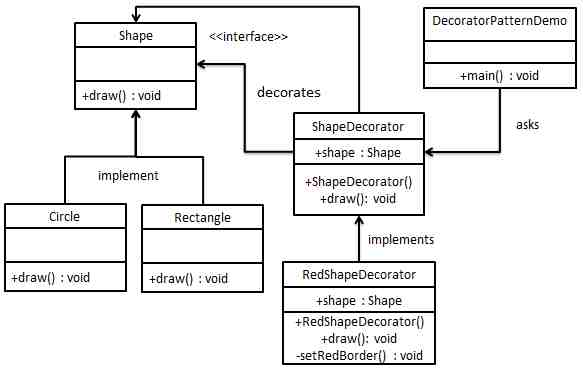 Shape
+draw() : void
<<interface>>
decorates
DecoratorPatternDemo
+main() : void
asks
ShapeDecorator
+shape : Shape
+ShapeDecorator()
+draw(): void
implement
Circle
+draw() : void
Rectangle
+draw() : void
implements
RedShapeDecorator
+shape : Shape
+RedShapeDecorator()
+draw(): void
-setRedBorder() : void